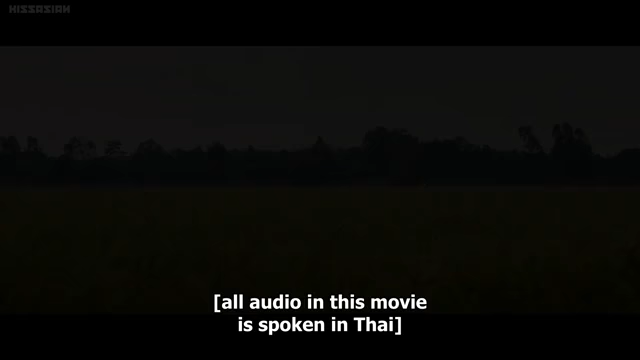 KISSASIAN
[all audio in this movie
is spoken in Thai]